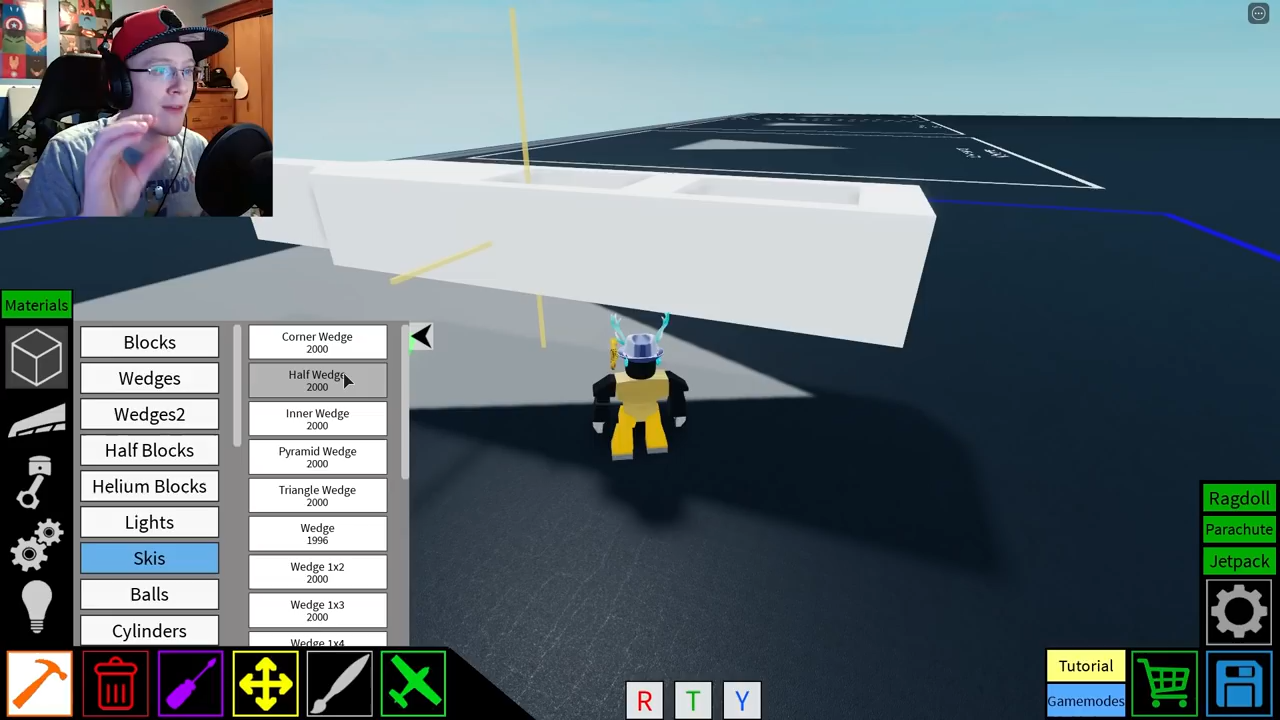 Materials
Blocks
Wedges
Wedges2
Half Blocks
Helium Blocks
Lights
Skis
Balls
Cylinders
Corner Wedge
2000
Half Wedge
2000
Inner Wedge
2000
Pyramid Wedge
2000
Triangle Wedge
2000
Wedge
1996
Wedge 1x2
2000
Wedge 1x3
2000
Wedge 1x4
Ragdoll
Parachute
Jetpack
Tutorial
Gamemodes
R
T
Y